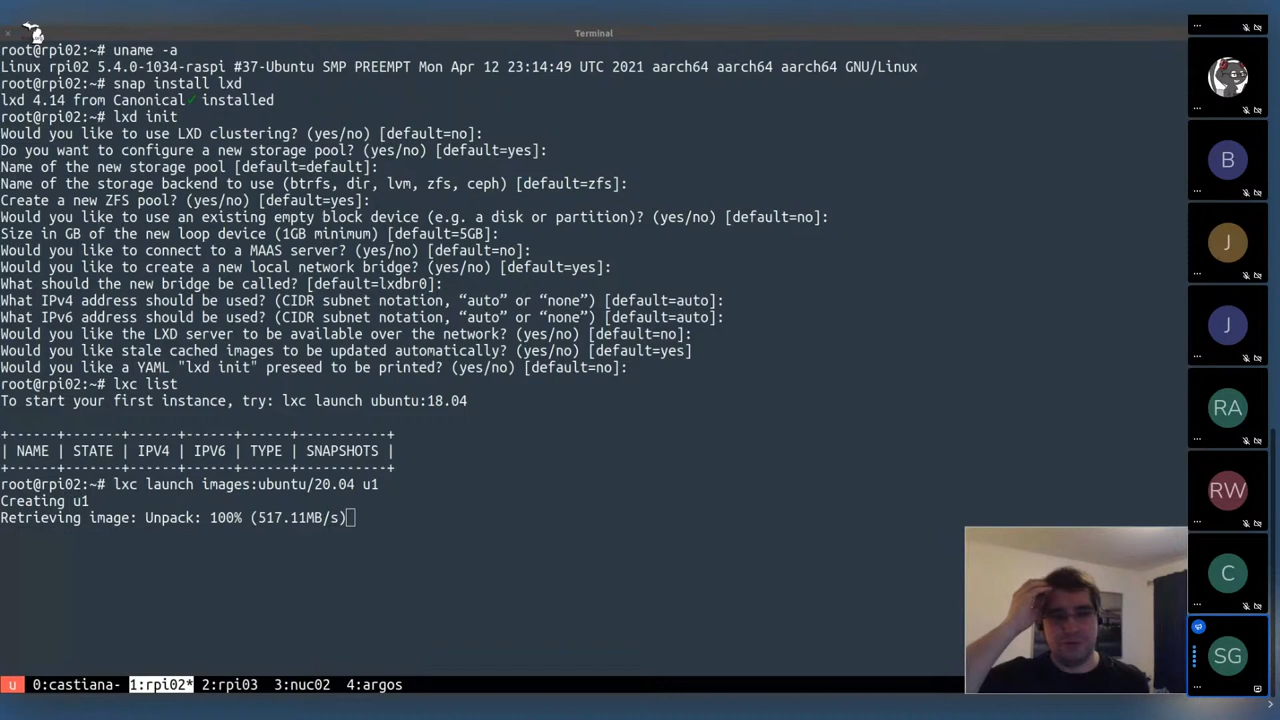 Terminal
root@rpi02:~# uname -a
Linux rpi02 5.4.0-1034-raspi #37-Ubuntu SMP PREEMPT Mon Apr 12 23:14:49 UTC 2021 aarch64 aarch64 aarch64 GNU/Linux
root@rpi02:~# snap install lxd
lxd 4.14 from Canonical✓ installed
root@rpi02:~# lxd init
Would you like to use LXD clustering? (yes/no) [default=no]:
Do you want to configure a new storage pool? (yes/no) [default=yes]:
Name of the new storage pool [default=default]:
Name of the storage backend to use (btrfs, dir, lvm, zfs, ceph) [default=zfs]:
Create a new ZFS pool? (yes/no) [default=yes]:
Would you like to use an existing empty block device (e.g. a disk or partition)? (yes/no) [default=no]:
Size in GB of the new loop device (1GB minimum) [default=5GB]:
Would you like to connect to a MAAS server? (yes/no) [default=no]:
Would you like to create a new local network bridge? (yes/no) [default=yes]:
What should the new bridge be called? [default=lxdbr0]:
What IPv4 address should be used? (CIDR subnet notation, “auto” or “none”) [default=auto]:
What IPv6 address should be used? (CIDR subnet notation, “auto” or “none”) [default=auto]:
Would you like the LXD server to be available over the network? (yes/no) [default=no]:
Would you like stale cached images to be updated automatically? (yes/no) [default=yes]
Would you like a YAML "lxd init" preseed to be printed? (yes/no) [default=no]:
root@rpi02:~# lxc list
To start your first instance, try: lxc launch ubuntu:18.04
+------+-------+------+------+------+-----------+
| NAME | STATE | IPV4 | IPV6 | TYPE | SNAPSHOTS |
+------+-------+------+------+------+-----------+
root@rpi02:~# lxc launch images:ubuntu/20.04 u1
Creating u1
Retrieving image: Unpack: 100% (517.11MB/s)
u 0:castiana- 1:rpi02* 2:rpi03 3:nuc02 4:argos
B
J
J
RA
RW
C
SG